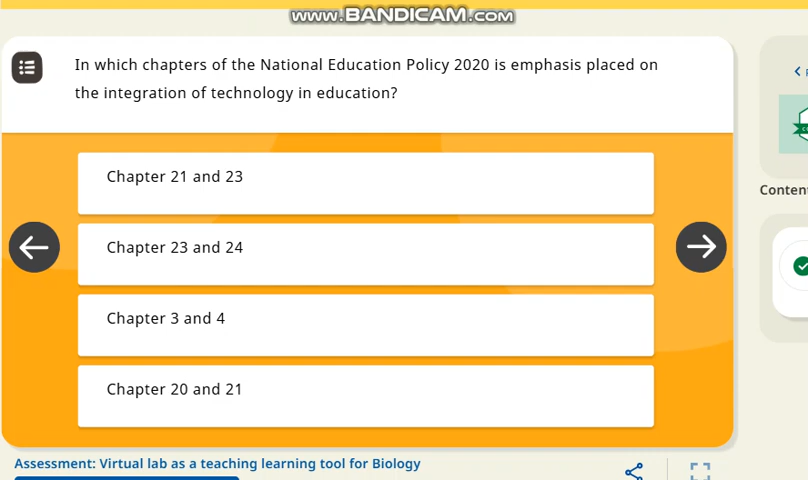 www.BANDICAM.com
In which chapters of the National Education Policy 2020 is emphasis placed on
the integration of technology in education?
Chapter 21 and 23
Chapter 23 and 24
Chapter 3 and 4
Chapter 20 and 21
Conten
Assessment: Virtual lab as a teaching learning tool for Biology